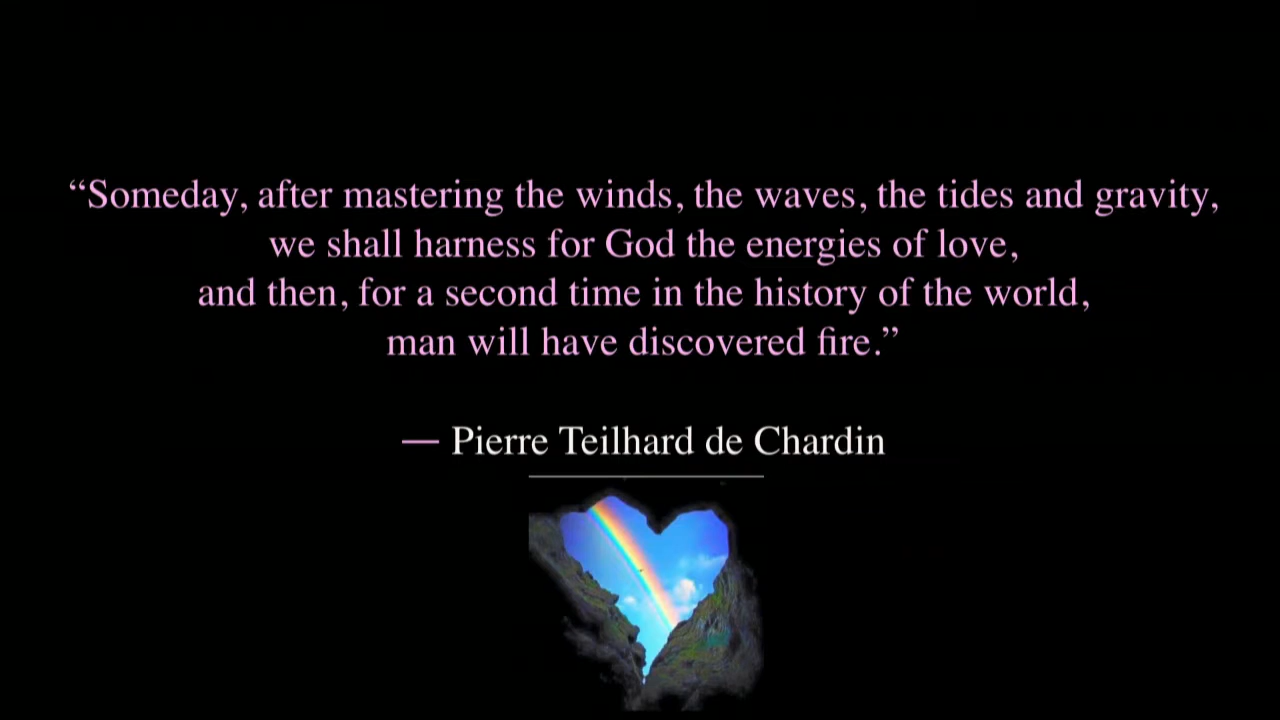 “Someday, after mastering the winds, the waves, the tides and gravity,
we shall harness for God the energies of love,
and then, for a second time in the history of the world,
man will have discovered fire.”
— Pierre Teilhard de Chardin